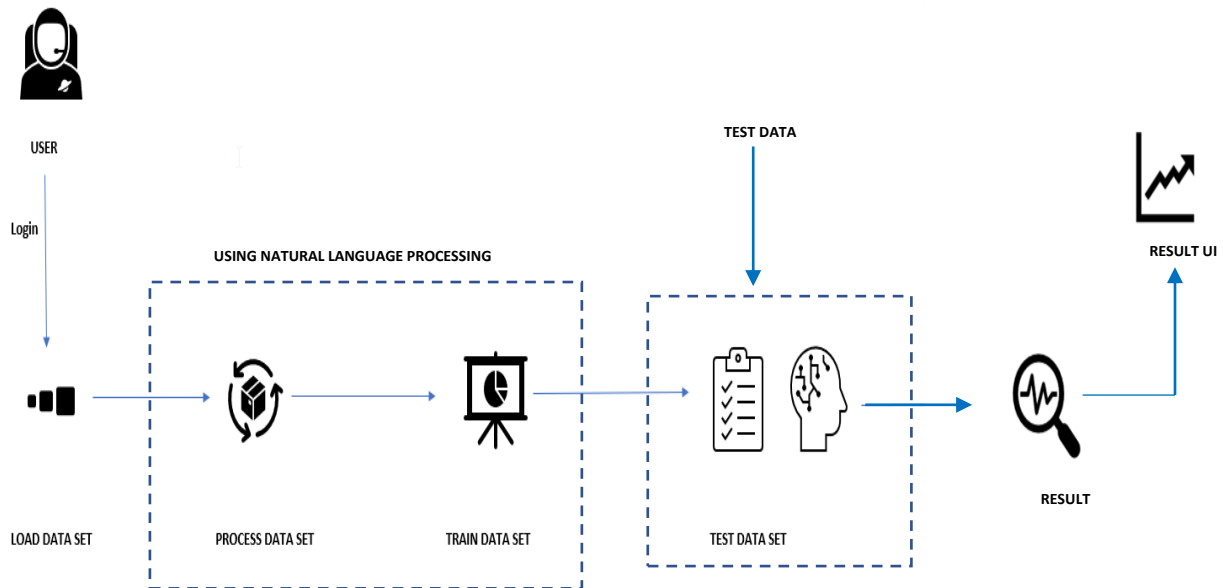 USER
TEST DATA
Login
RESULT UI
USING NATURAL LANGUAGE PROCESSING
RESULT
LOAD DATA SET
PROCESS DATA SET
TRAIN DATA SET
TEST DATA SET